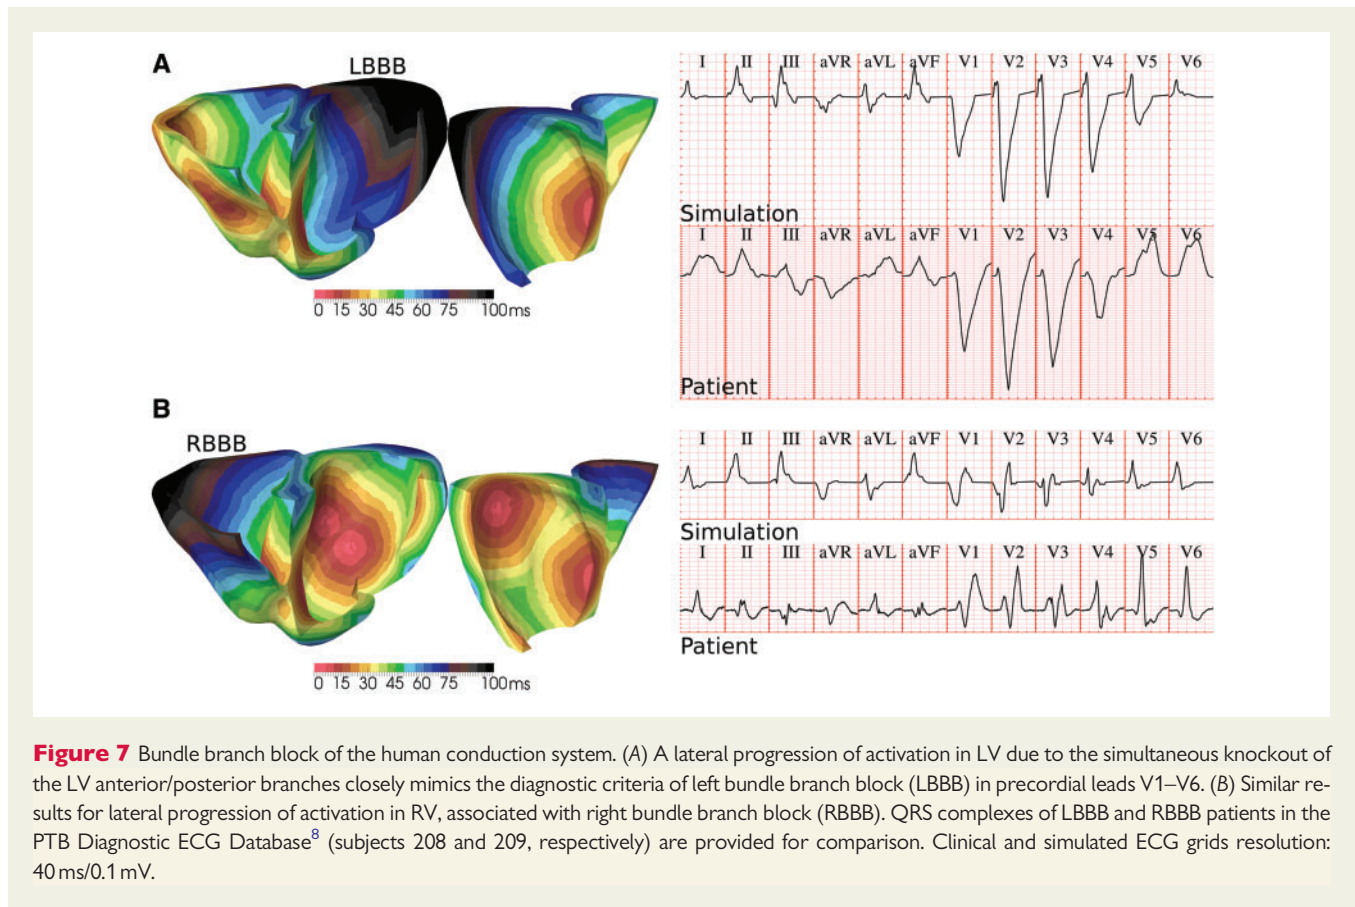 A
LBBB
0 15 30 45 60 75 100ms
I II III aVR aVL aVF V1 V2 V3 V4 V5 V6
Simulation
I II III aVR aVL aVF V1 V2 V3 V4 V5 V6
Patient
B
RBBB
0 15 30 45 60 75 100ms
I II III aVR aVL aVF V1 V2 V3 V4 V5 V6
Simulation
I II III aVR aVL aVF V1 V2 V3 V4 V5 V6
Patient
Figure 7 Bundle branch block of the human conduction system. (A) A lateral progression of activation in LV due to the simultaneous knockout of
the LV anterior/posterior branches closely mimics the diagnostic criteria of left bundle branch block (LBBB) in precordial leads V1–V6. (B) Similar re-
sults for lateral progression of activation in RV, associated with right bundle branch block (RBBB). QRS complexes of LBBB and RBBB patients in the
PTB Diagnostic ECG Database8 (subjects 208 and 209, respectively) are provided for comparison. Clinical and simulated ECG grids resolution:
40 ms/0.1 mV.